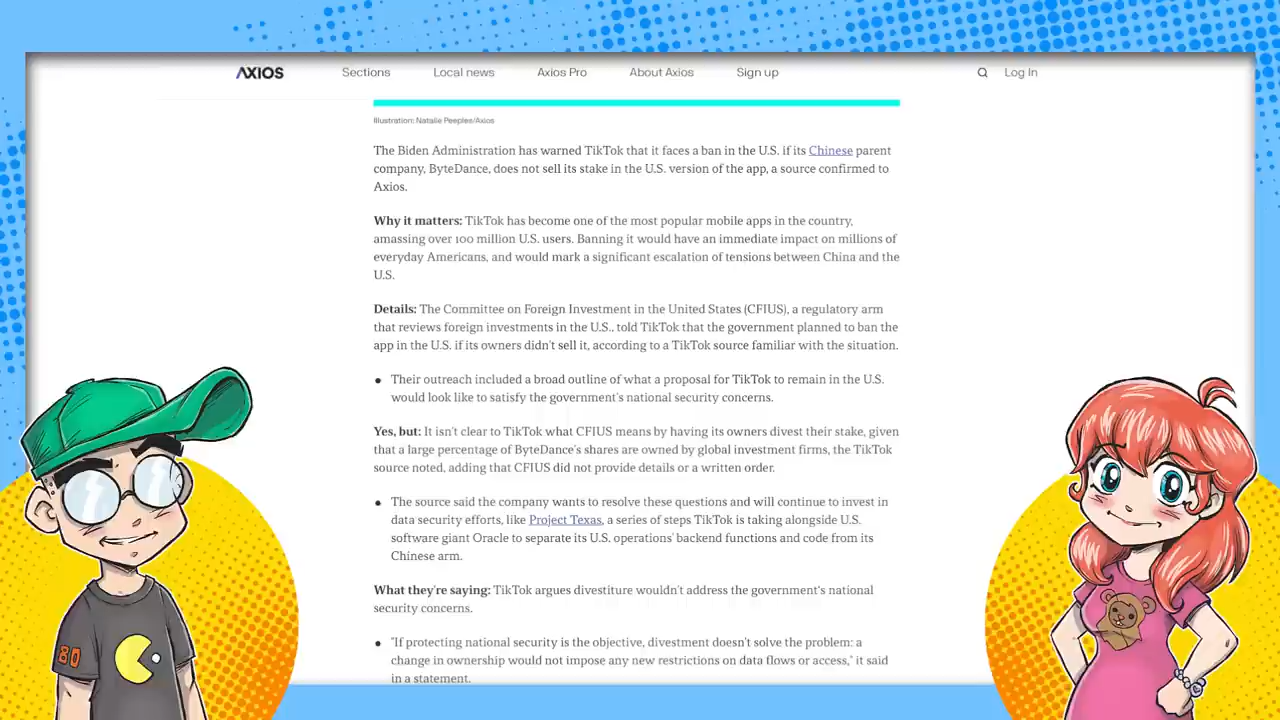 AXIOS Sections Local news Axios Pro About Axios Sign up Log In
Illustration: Natalie Peeples/Axios
The Biden Administration has warned TikTok that it faces a ban in the U.S. if its Chinese parent
company, ByteDance, does not sell its stake in the U.S. version of the app, a source confirmed to
Axios.
Why it matters: TikTok has become one of the most popular mobile apps in the country,
amassing over 100 million U.S. users. Banning it would have an immediate impact on millions of
everyday Americans, and would mark a significant escalation of tensions between China and the
U.S.
Details: The Committee on Foreign Investment in the United States (CFIUS), a regulatory arm
that reviews foreign investments in the U.S., told TikTok that the government planned to ban the
app in the U.S. if its owners didn't sell it, according to a TikTok source familiar with the situation.
• Their outreach included a broad outline of what a proposal for TikTok to remain in the U.S.
would look like to satisfy the government's national security concerns.
Yes, but: It isn't clear to TikTok what CFIUS means by having its owners divest their stake, given
that a large percentage of ByteDance's shares are owned by global investment firms, the TikTok
source noted, adding that CFIUS did not provide details or a written order.
• The source said the company wants to resolve these questions and will continue to invest in
data security efforts, like Project Texas, a series of steps TikTok is taking alongside U.S.
software giant Oracle to separate its U.S. operations' backend functions and code from its
Chinese arm.
What they're saying: TikTok argues divestiture wouldn't address the government's national
security concerns.
• "If protecting national security is the objective, divestment doesn't solve the problem: a
change in ownership would not impose any new restrictions on data flows or access," it said
in a statement.
80